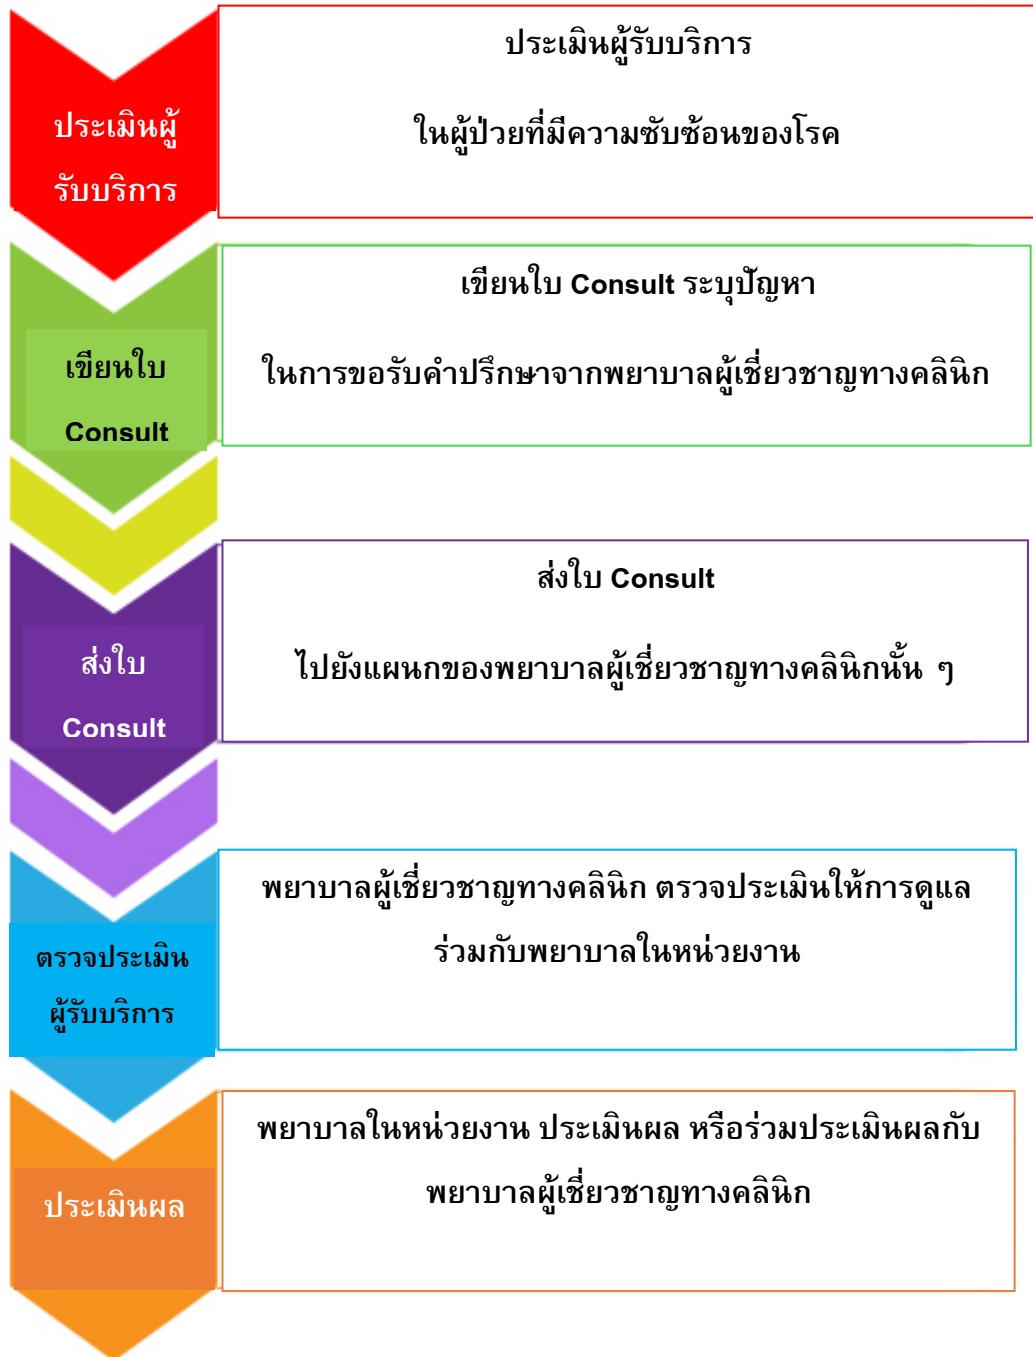 ประเมินผู้
รับบริการ
ประเมินผู้รับบริการ
ในผู้ป่วยที่มีความซับซ้อนของโรค
เขียนใบ
Consult
เขียนใบ Consult ระบุปัญหา
ในการขอรับคำปรึกษาจากพยาบาลผู้เชี่ยวชาญทางคลินิก
ส่งใบ
Consult
ส่งใบ Consult
ไปยังแผนกของพยาบาลผู้เชี่ยวชาญทางคลินิกนั้น ๆ
ตรวจประเมิน
ผู้รับบริการ
พยาบาลผู้เชี่ยวชาญทางคลินิก ตรวจประเมินให้การดูแล
ร่วมกับพยาบาลในหน่วยงาน
ประเมินผล
พยาบาลในหน่วยงาน ประเมินผล หรือร่วมประเมินผลกับ
พยาบาลผู้เชี่ยวชาญทางคลินิก